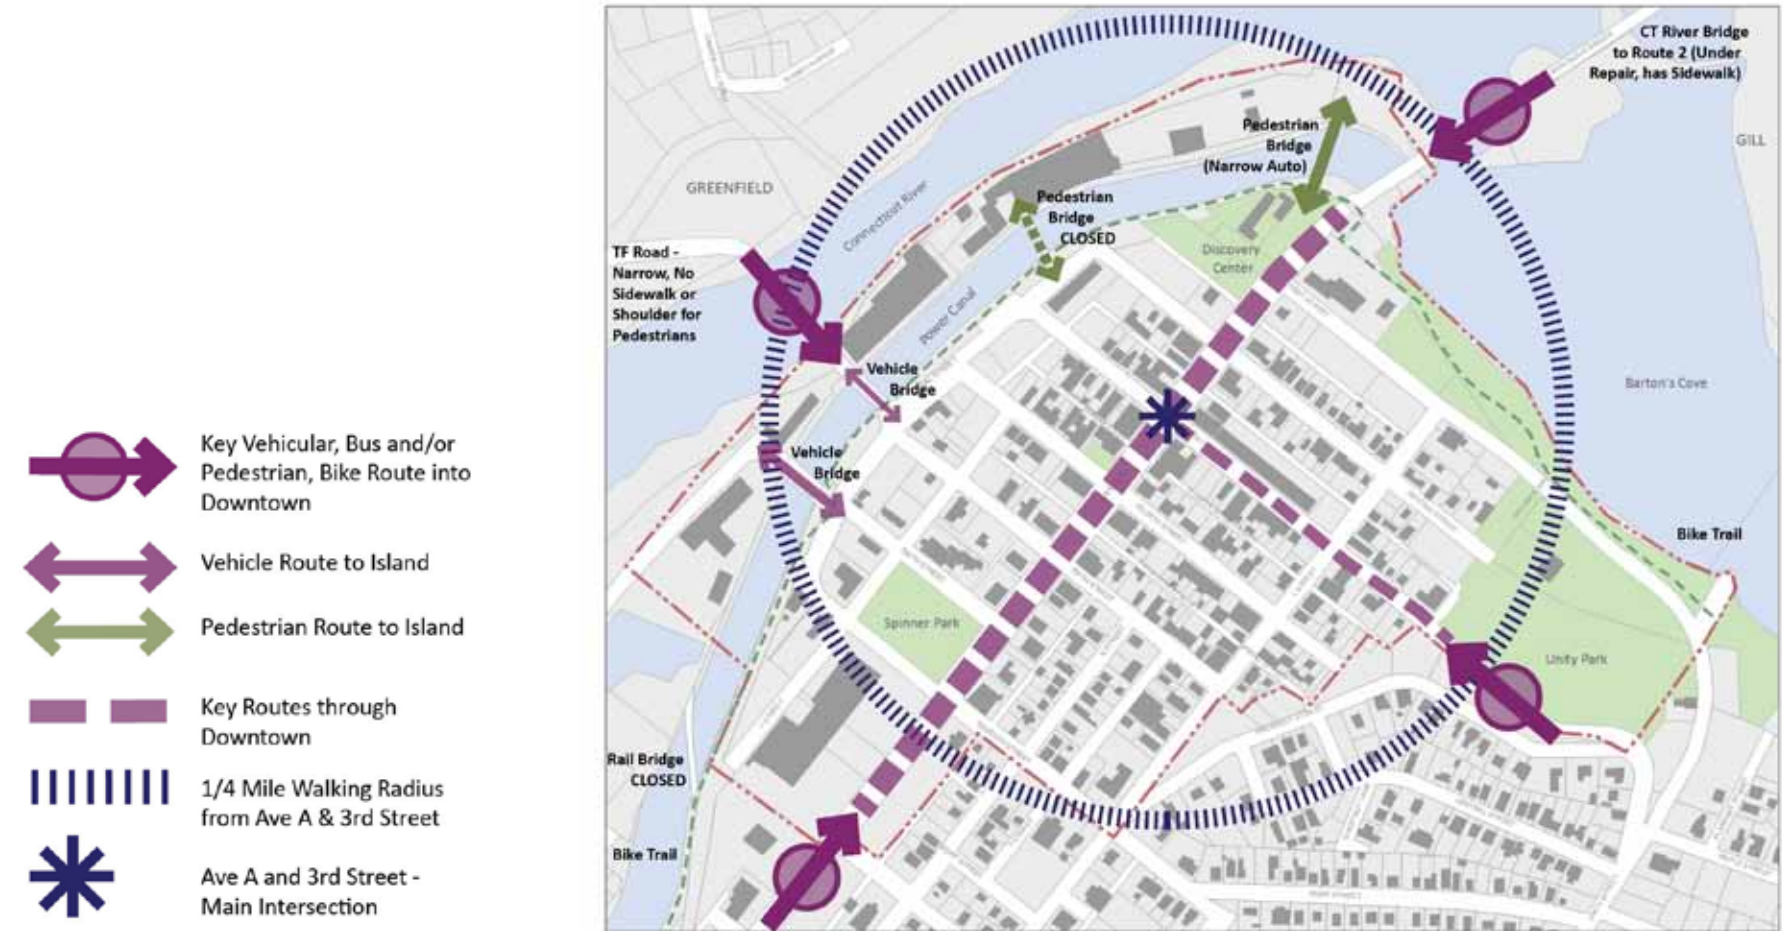 Key Vehicular, Bus and/or
Pedestrian, Bike Route into
Downtown
Vehicle Route to Island
Pedestrian Route to Island
Key Routes through
Downtown
1/4 Mile Walking Radius
from Ave A & 3rd Street
Ave A and 3rd Street -
Main Intersection
CT River Bridge
to Route 2 (Under
Repair, has Sidewalk)
GILL
Pedestrian
Bridge
(Narrow Auto)
GREENFIELD
Connecticut River
Pedestrian
Bridge
CLOSED
Discovery
Center
TF Road -
Narrow, No
Sidewalk or
Shoulder for
Pedestrians
Power Canal
Vehicle
Bridge
Barton's Cove
Vehicle
Bridge
Bike Trail
Spinner Park
Unity Park
Rail Bridge
CLOSED
Bike Trail